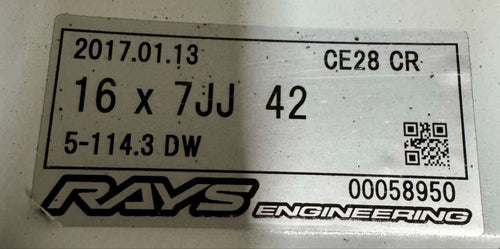 2017.01.13 CE28 CR
16 x 7JJ 42
5-114.3 DW
RAYS ENGINEERING 00058950